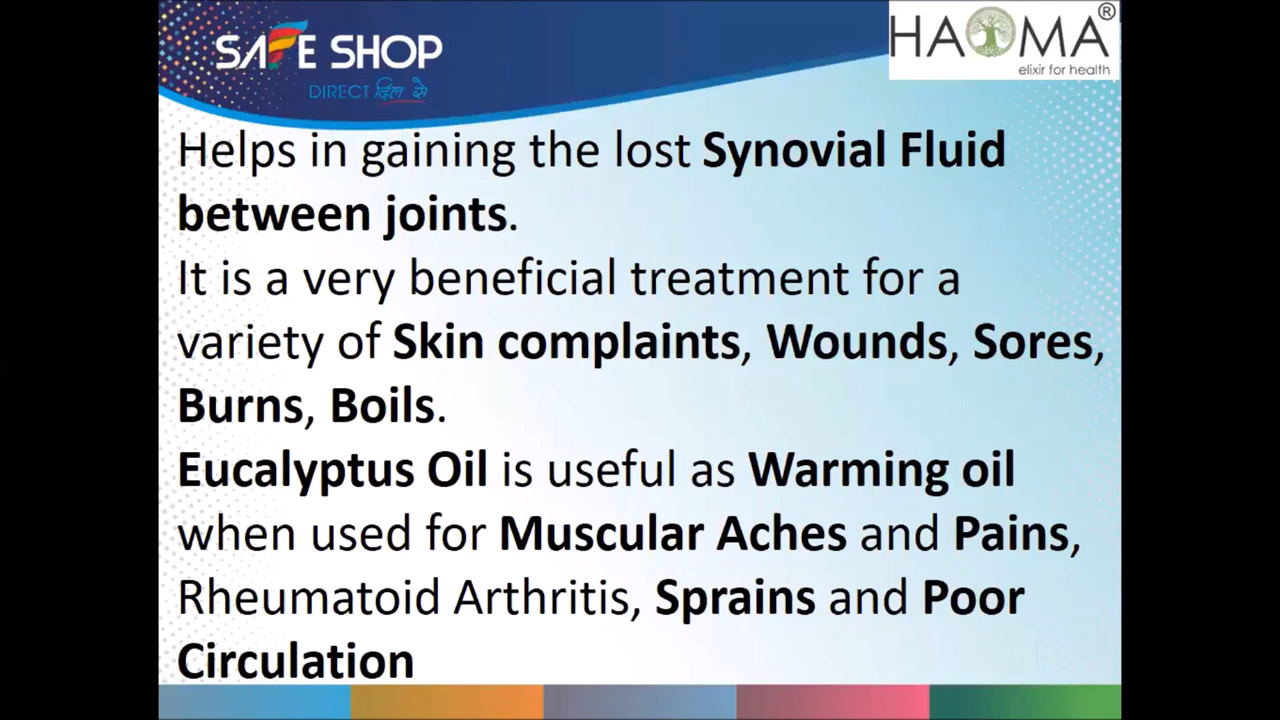 SAFE SHOP
DIRECT दिल से
HAOMA®
elixir for health
Helps in gaining the lost Synovial Fluid
between joints.
It is a very beneficial treatment for a
variety of Skin complaints, Wounds, Sores,
Burns, Boils.
Eucalyptus Oil is useful as Warming oil
when used for Muscular Aches and Pains,
Rheumatoid Arthritis, Sprains and Poor
Circulation